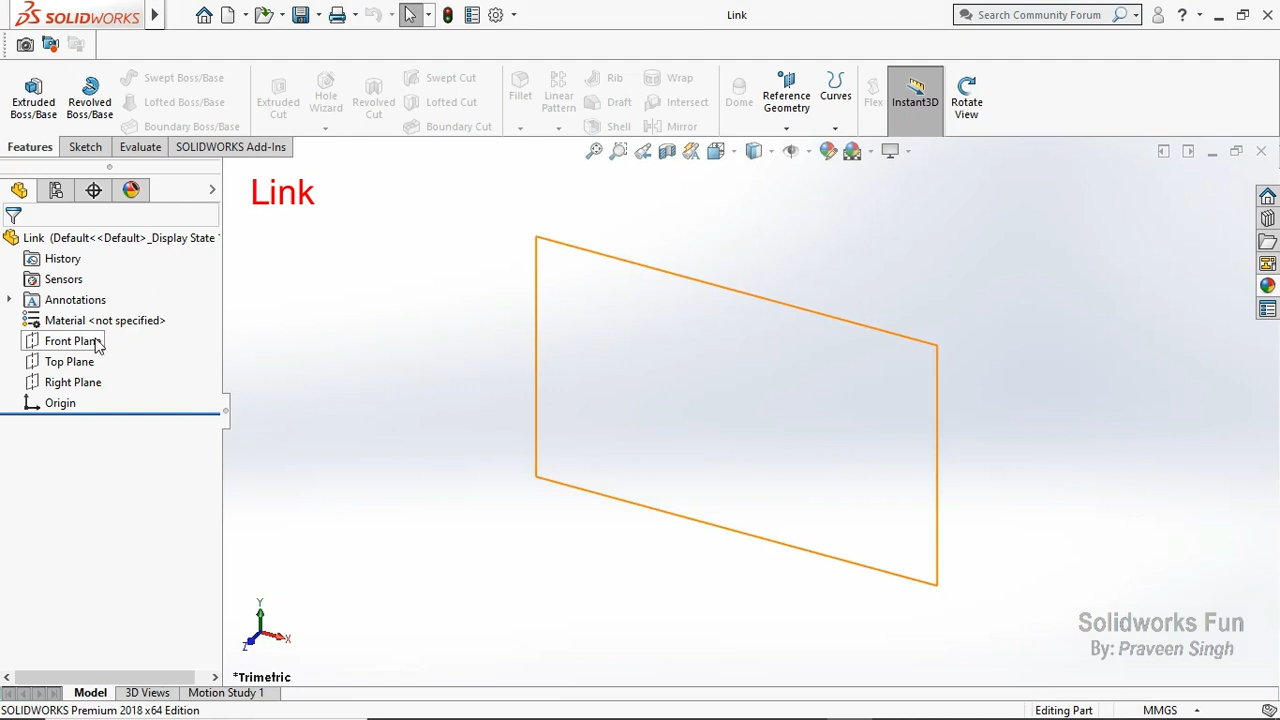 SOLIDWORKS
Link
Search Community Forum
?
Extruded Boss/Base
Revolved Boss/Base
Swept Boss/Base
Lofted Boss/Base
Boundary Boss/Base
Extruded Cut
Hole Wizard
Revolved Cut
Swept Cut
Lofted Cut
Boundary Cut
Fillet
Linear Pattern
Rib
Draft
Shell
Wrap
Intersect
Mirror
Dome
Reference Geometry
Curves
Flex
Instant3D
Rotate View
Features
Sketch
Evaluate
SOLIDWORKS Add-Ins
Link
Link (Default<<Default>_Display State
History
Sensors
Annotations
Material <not specified>
Front Plane
Top Plane
Right Plane
Origin
Y
X
Z
*Trimetric
Solidworks Fun
By: Praveen Singh
Model
3D Views
Motion Study 1
SOLIDWORKS Premium 2018 x64 Edition
Editing Part
MMGS